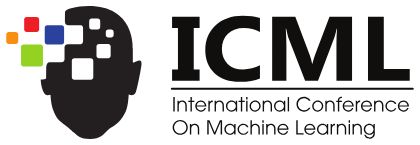 ICML
International Conference
On Machine Learning